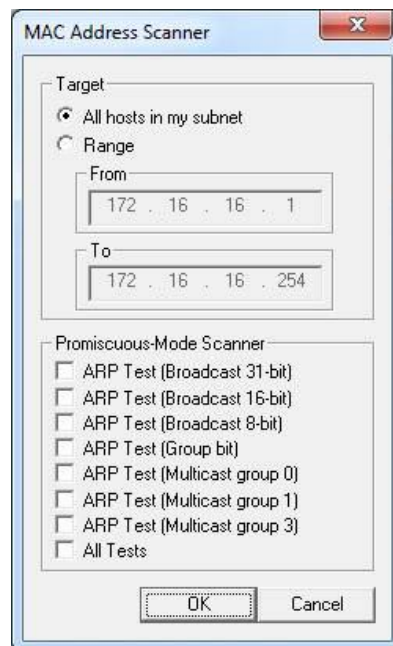 MAC Address Scanner
Target
All hosts in my subnet
Range
From
172 . 16 . 16 . 1
To
172 . 16 . 16 . 254
Promiscuous-Mode Scanner
ARP Test (Broadcast 31-bit)
ARP Test (Broadcast 16-bit)
ARP Test (Broadcast 8-bit)
ARP Test (Group bit)
ARP Test (Multicast group 0)
ARP Test (Multicast group 1)
ARP Test (Multicast group 3)
All Tests
OK Cancel